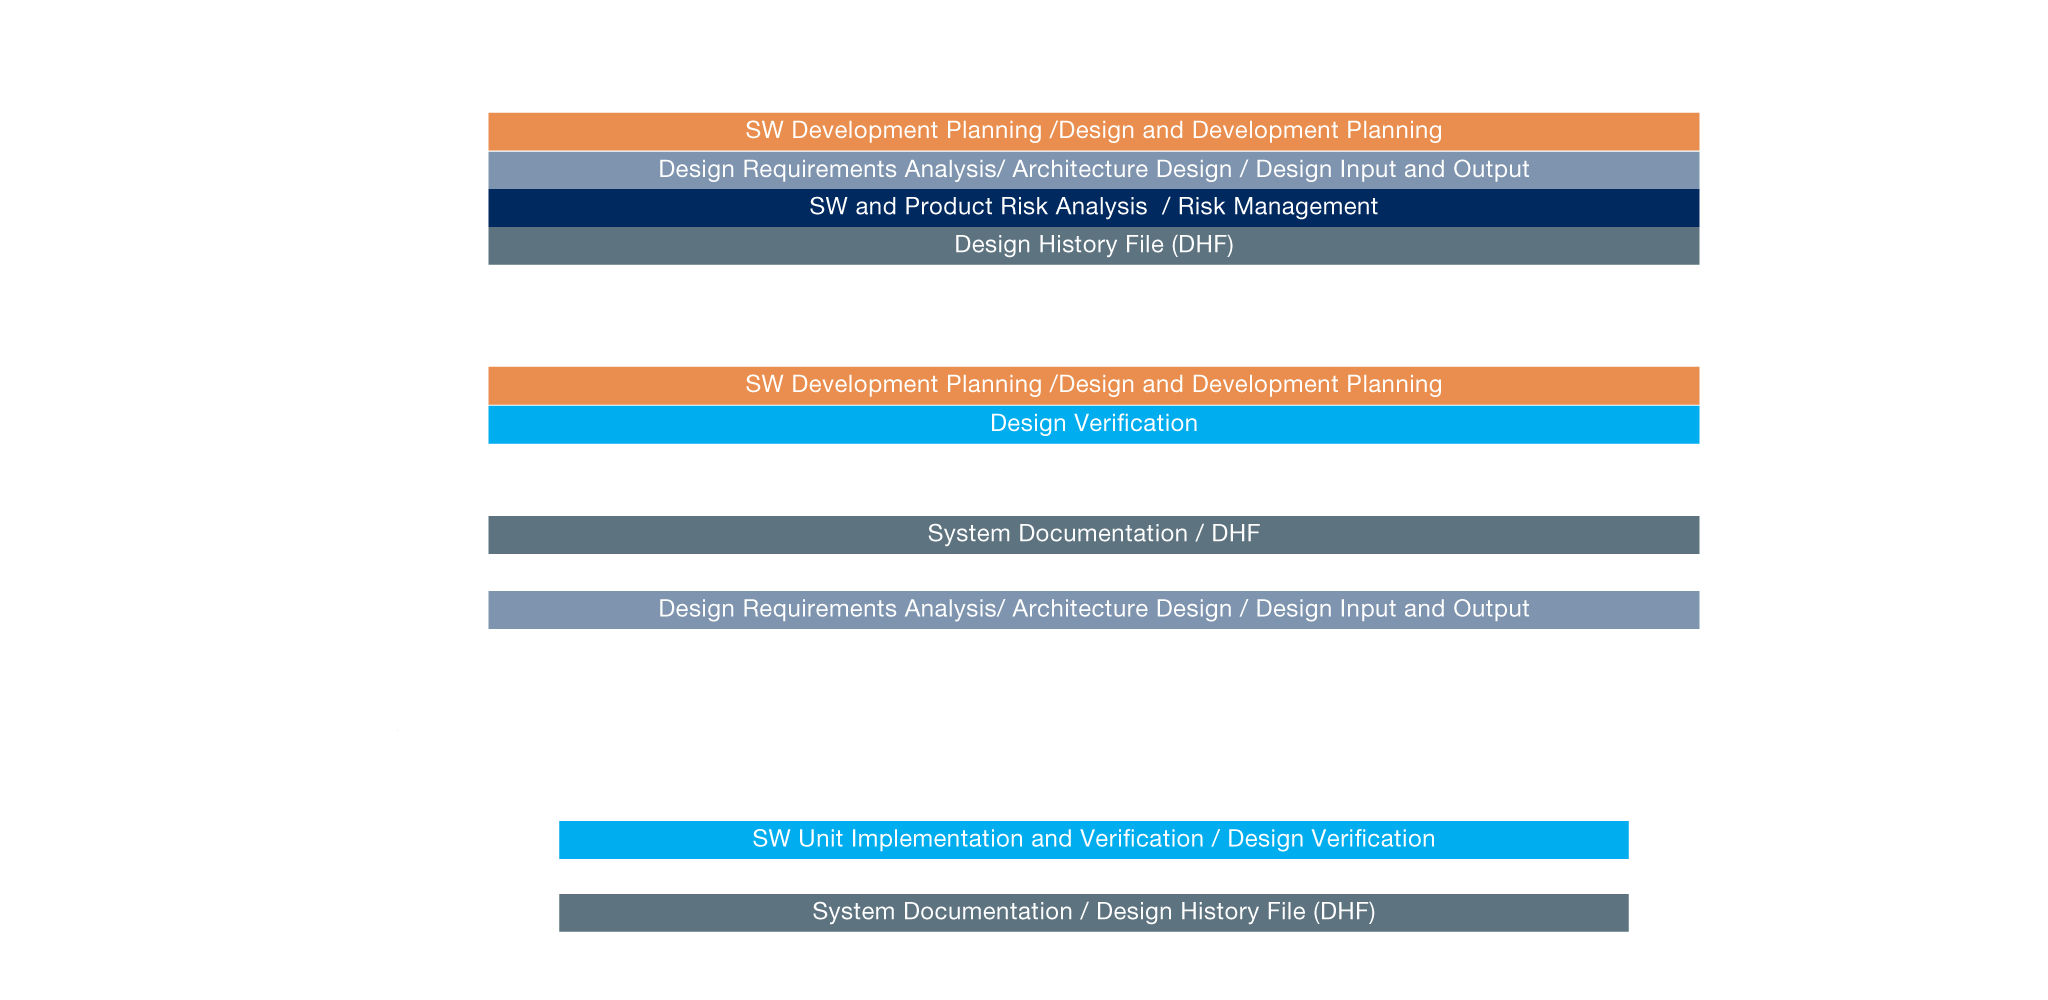 SW Development Planning /Design and Development Planning
Design Requirements Analysis/ Architecture Design / Design Input and Output
SW and Product Risk Analysis  / Risk Management
Design History File (DHF)
SW Development Planning /Design and Development Planning
Design Verification
System Documentation / DHF
Design Requirements Analysis/ Architecture Design / Design Input and Output
SW Unit Implementation and Verification / Design Verification
System Documentation / Design History File (DHF)